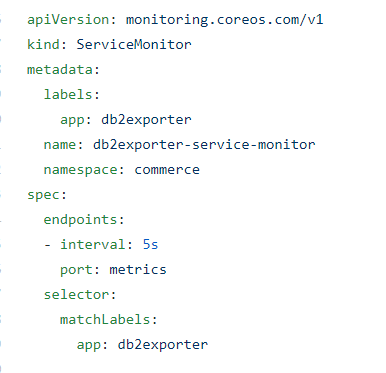 apiVersion: monitoring.coreos.com/v1
kind: ServiceMonitor
metadata:
  labels:
    app: db2exporter
  name: db2exporter-service-monitor
  namespace: commerce
spec:
  endpoints:
  - interval: 5s
    port: metrics
  selector:
    matchLabels:
      app: db2exporter